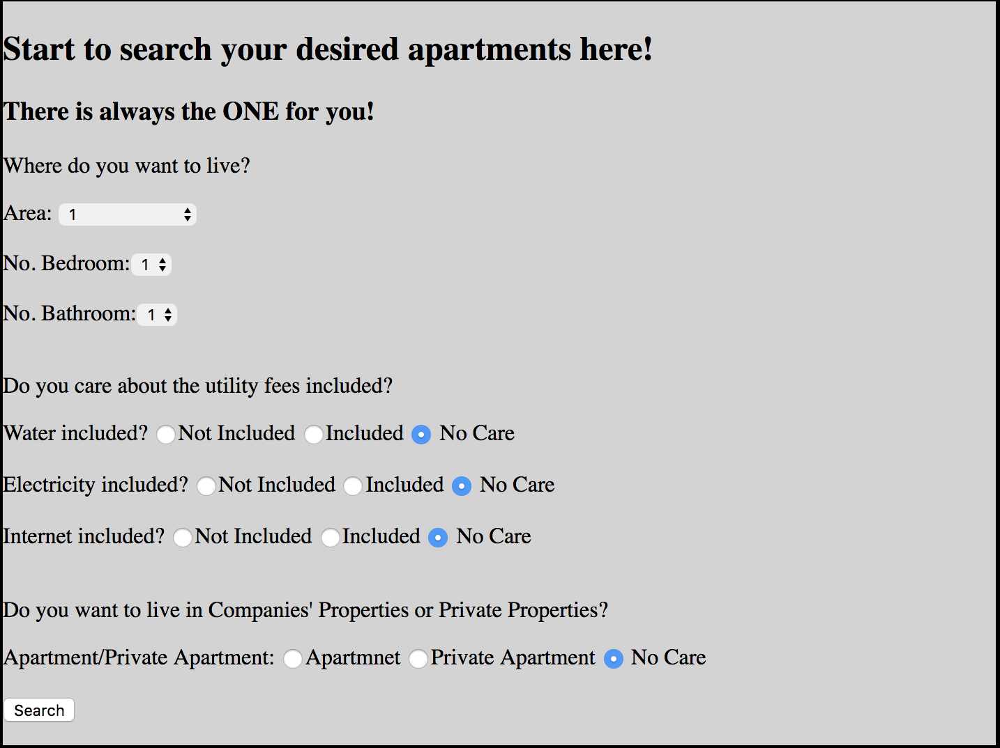 Start to search your desired apartments here!
There is always the ONE for you!
Where do you want to live?
Area: 1
No. Bedroom: 1
No. Bathroom: 1
Do you care about the utility fees included?
Water included? Not Included Included No Care
Electricity included? Not Included Included No Care
Internet included? Not Included Included No Care
Do you want to live in Companies' Properties or Private Properties?
Apartment/Private Apartment: Apartmnet Private Apartment No Care
Search